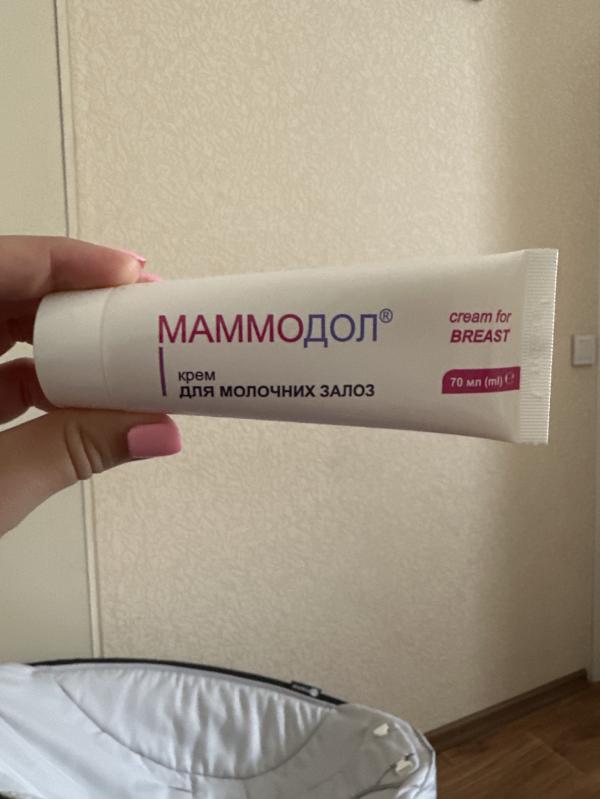 МАММОДОЛ®
крем
ДЛЯ МОЛОЧНИХ ЗАЛОЗ
cream for
BREAST
70 мл (ml) ℮